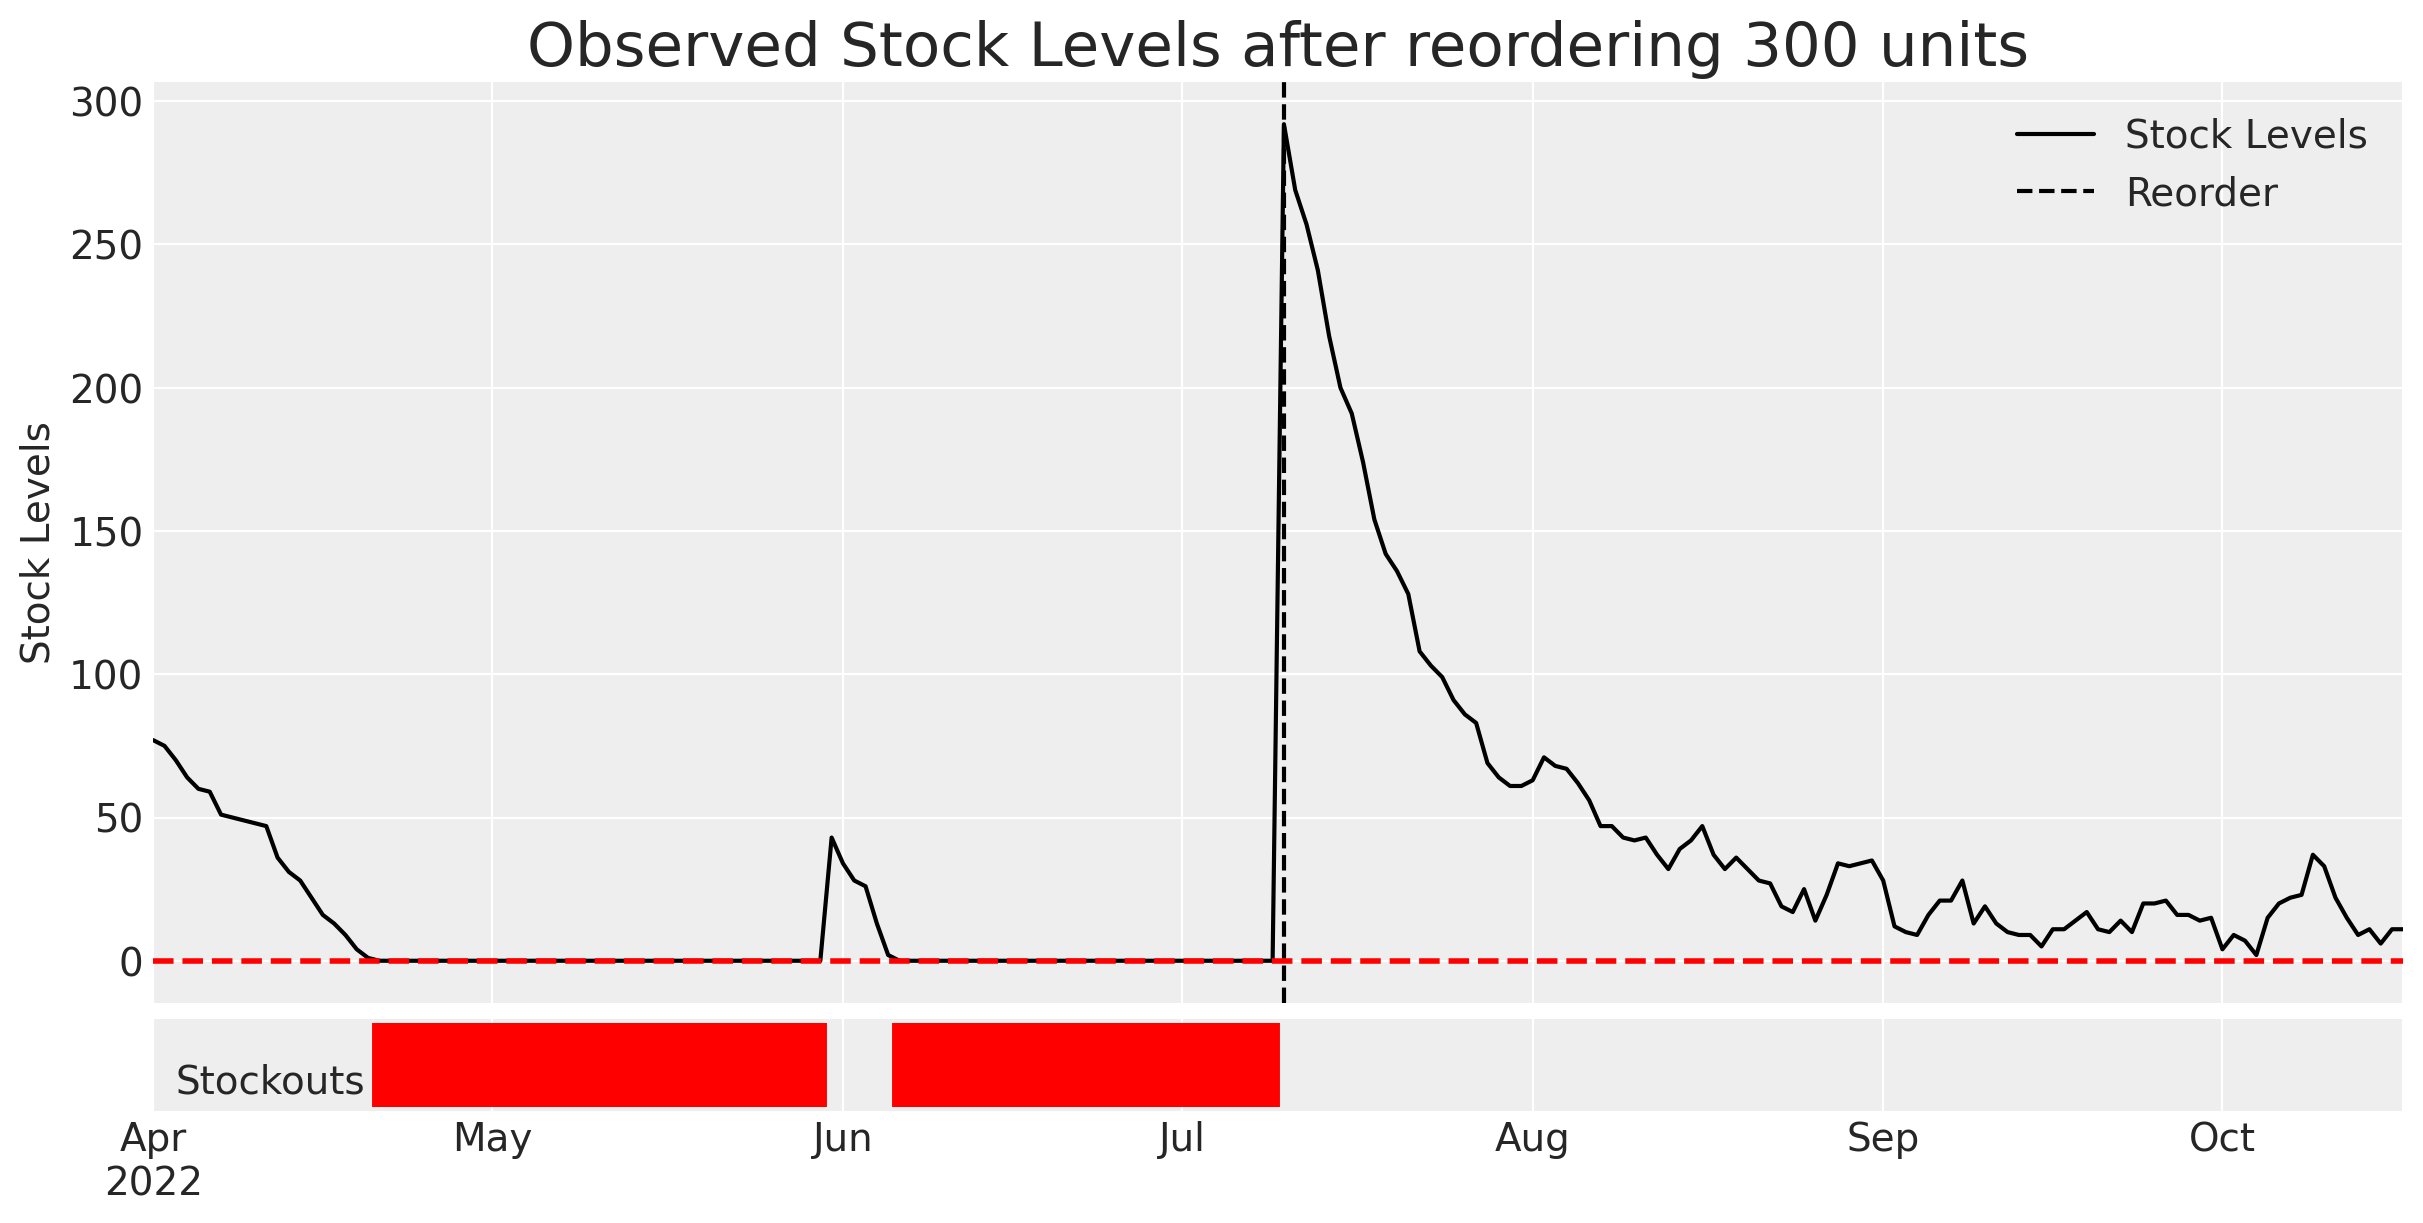 Observed Stock Levels after reordering 300 units
Stock Levels
300
250
200
150
100
50
0
Stock Levels
Reorder
Stockouts
Apr
2022
May
Jun
Jul
Aug
Sep
Oct